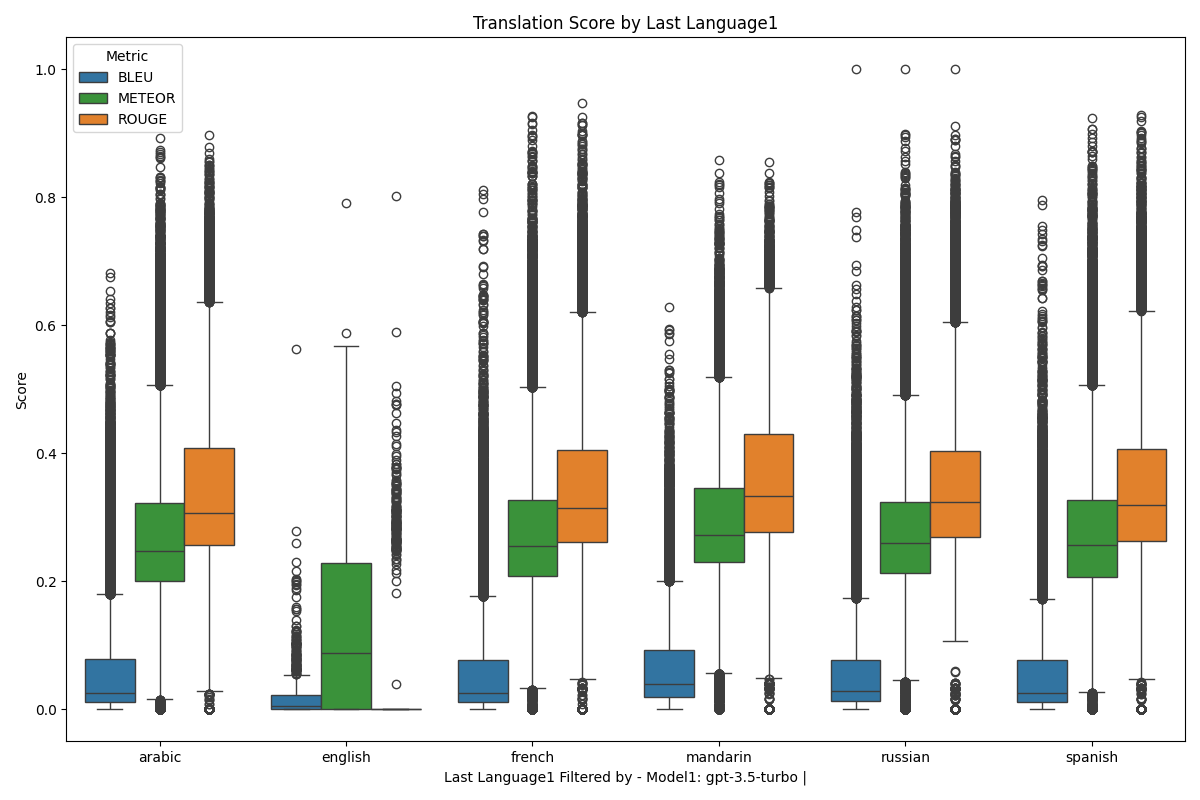 Translation Score by Last Language1
Metric
BLEU
METEOR
ROUGE
1.0
0.8
0.6
0.4
0.2
0.0
Score
arabic
english
french
mandarin
russian
spanish
Last Language1 Filtered by - Model1: gpt-3.5-turbo |